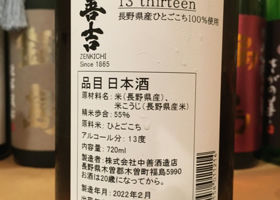 善吉
ZENKICHI
Since 1865
13 thirteen
長野県産ひとごこち100%使用
品目 日本酒
原材料名：米（長野県産）、
米こうじ（長野県産米）
精米歩合：55%
原料米：ひとごこち
アルコール分：13度
内容量：720ml
製造者：株式会社中善酒造店
長野県木曽郡木曽町福島5990
お酒は20歳になってから。
製造年月 2022.2月